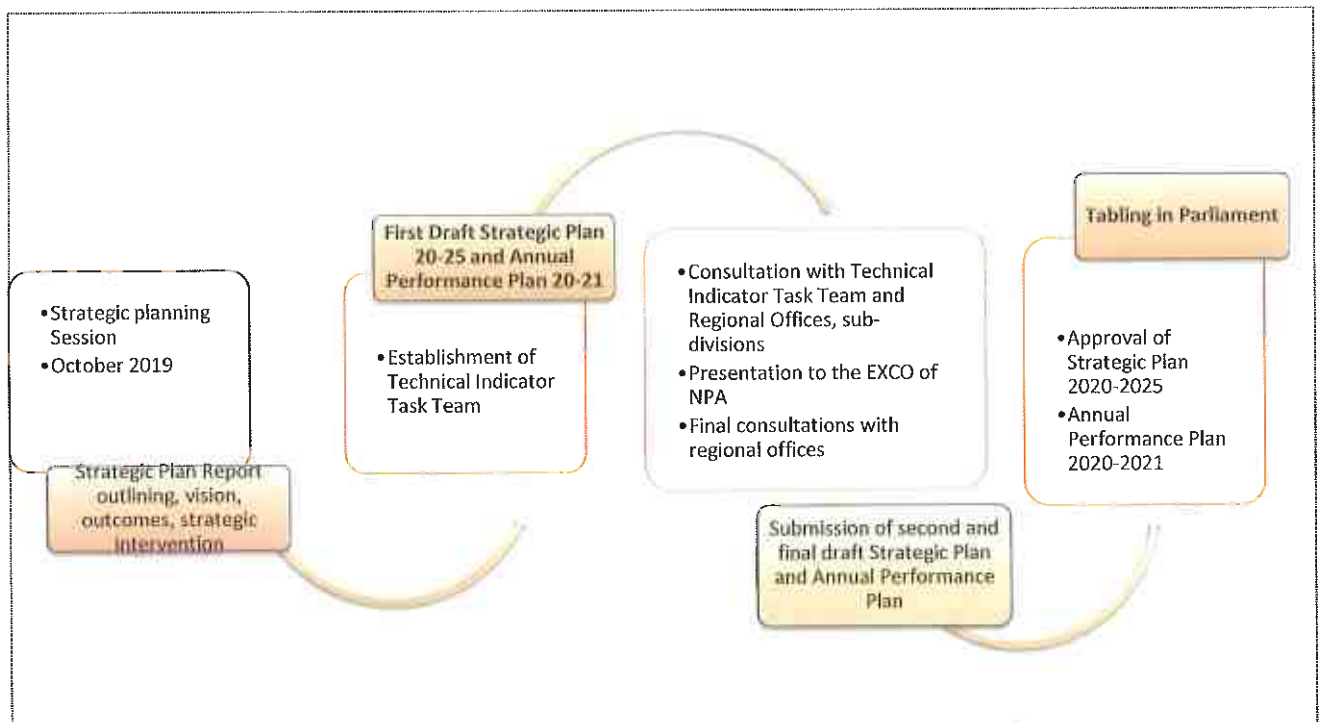 •Strategic planning
Session
•October 2019
Strategic Plan Report
outlining, vision,
outcomes, strategic
intervention
First Draft Strategic Plan
20-25 and Annual
Performance Plan 20-21
•Establishment of
Technical Indicator
Task Team
•Consultation with Technical
Indicator Task Team and
Regional Offices, sub-
divisions
•Presentation to the EXCO of
NPA
•Final consultations with
regional offices
Submission of second and
final draft Strategic Plan
and Annual Performance
Plan
Tabling in Parliament
•Approval of
Strategic Plan
2020-2025
•Annual
Performance Plan
2020-2021